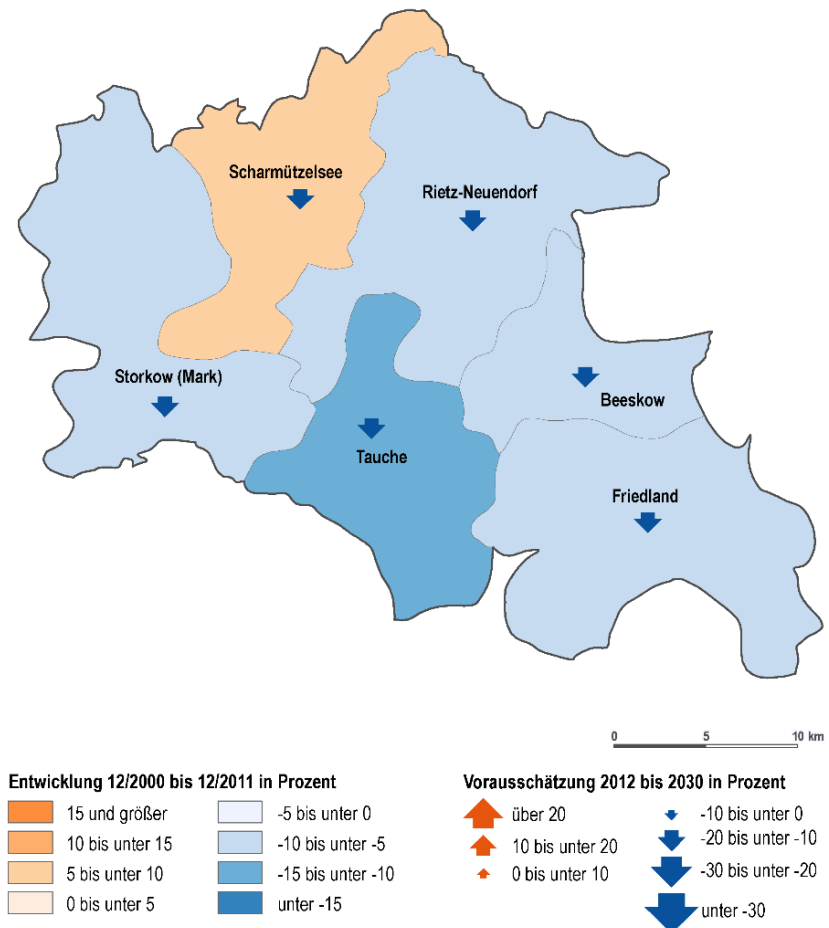 Scharmützelsee
Rietz-Neuendorf
Storkow (Mark)
Beeskow
Tauche
Friedland
0 5 10 km
Entwicklung 12/2000 bis 12/2011 in Prozent
15 und größer
10 bis unter 15
5 bis unter 10
0 bis unter 5
-5 bis unter 0
-10 bis unter -5
-15 bis unter -10
unter -15
Vorausschätzung 2012 bis 2030 in Prozent
über 20
10 bis unter 20
0 bis unter 10
-10 bis unter 0
-20 bis unter -10
-30 bis unter -20
unter -30